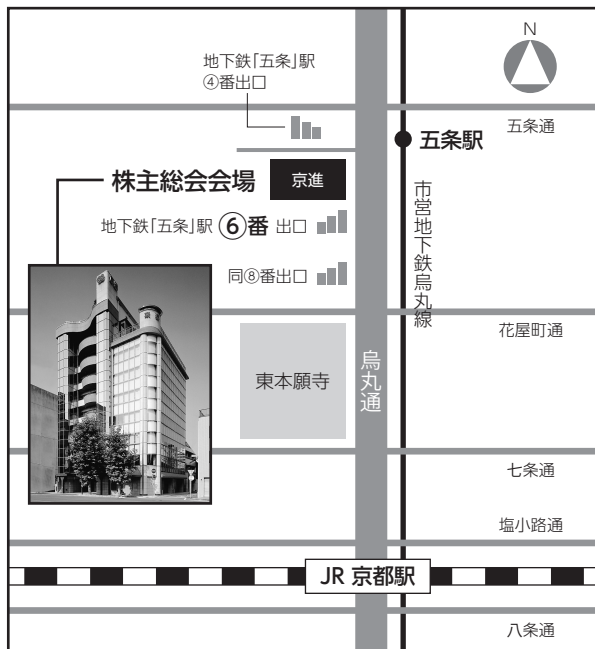 N
地下鉄「五条」駅
④番出口
五条通
五条駅
株主総会会場
京進
地下鉄「五条」駅 ⑥番 出口
同⑧番出口
市営地下鉄烏丸線
花屋町通
東本願寺
烏丸通
七条通
塩小路通
JR 京都駅
八条通